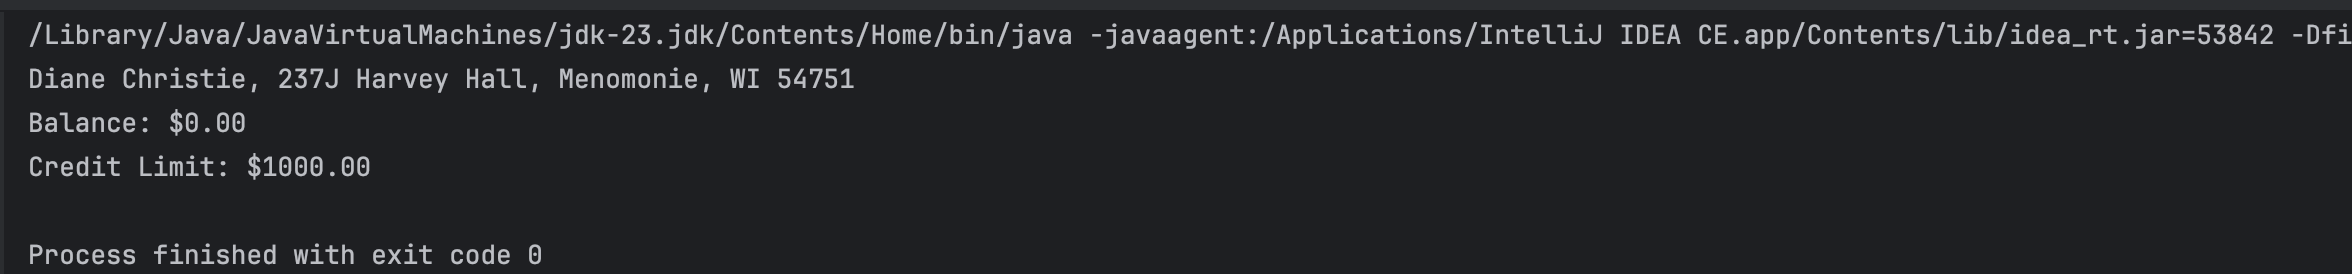 /Library/Java/JavaVirtualMachines/jdk-23.jdk/Contents/Home/bin/java -javaagent:/Applications/IntelliJ IDEA CE.app/Contents/lib/idea_rt.jar=53842 -Dfi
Diane Christie, 237J Harvey Hall, Menomonie, WI 54751
Balance: $0.00
Credit Limit: $1000.00
Process finished with exit code 0